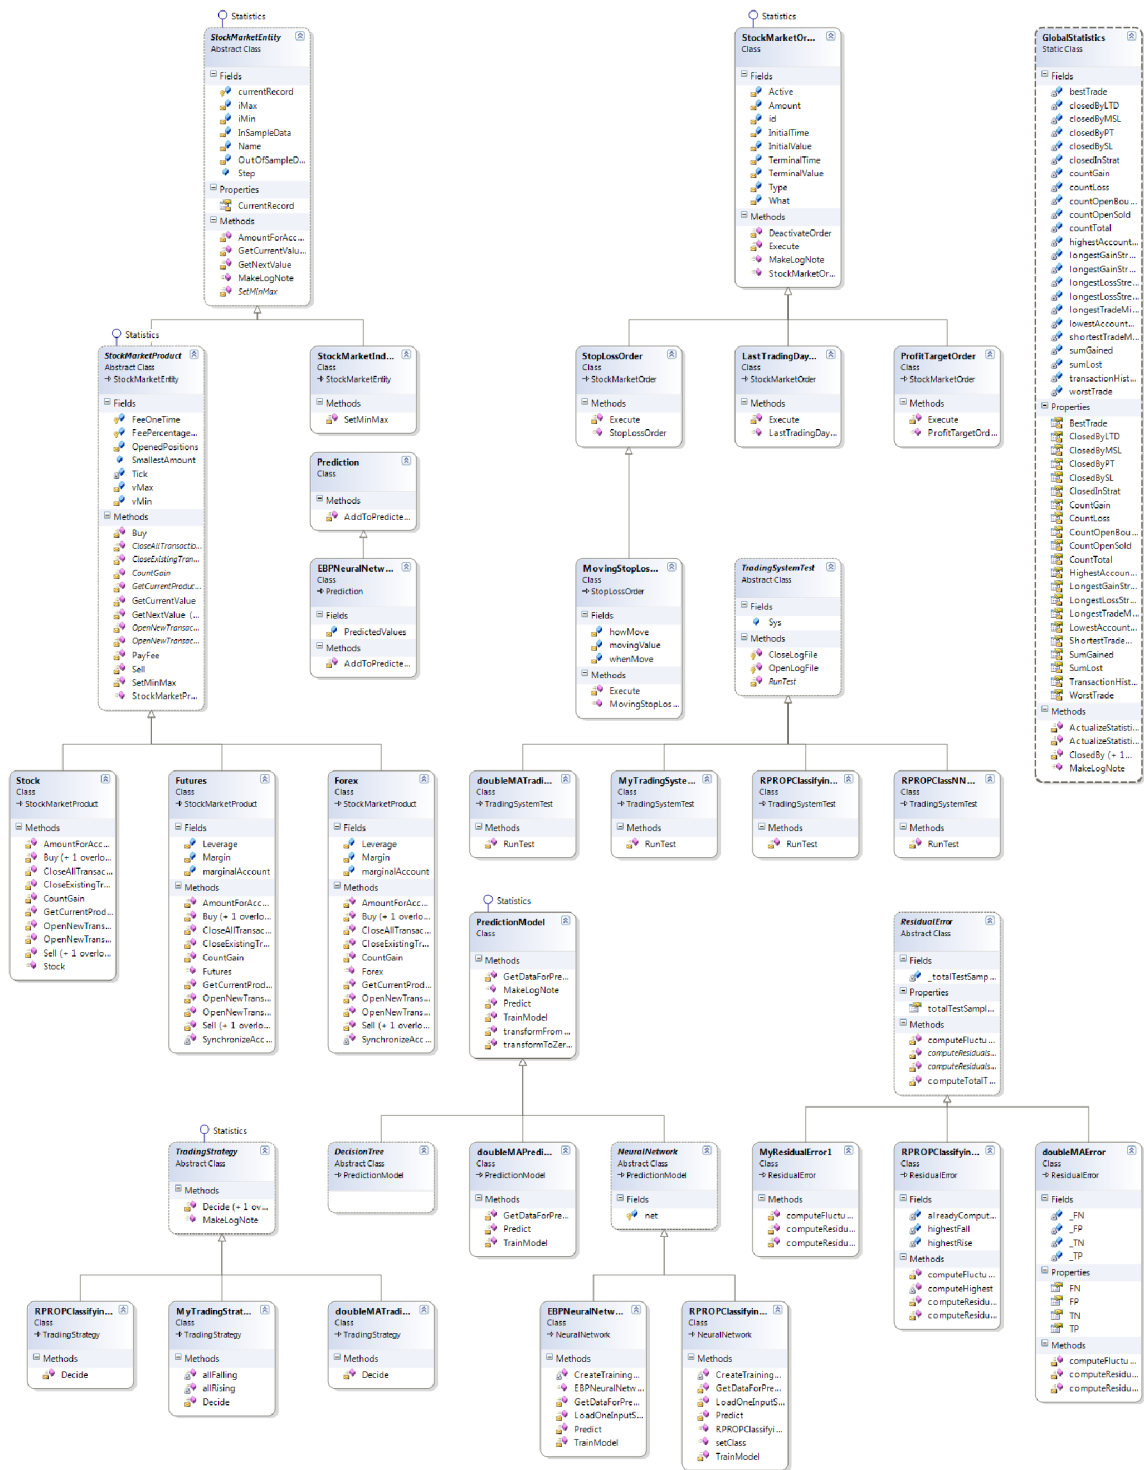 Statistics
StockMarketEntity
Abstract Class
Fields
currentRecord
iMax
iMin
InSampleData
Name
OutOfSampleD...
Step
Properties
CurrentRecord
Methods
AmountForAcc...
GetCurrentValu...
GetNextValue
MakeLogNote
SetMinMax
Statistics
StockMarketOr...
Class
Fields
Active
Amount
id
InitialTime
InitialValue
TerminalTime
TerminalValue
Type
What
Methods
DeactivateOrder
Execute
MakeLogNote
StockMarketOr...
GlobalStatistics
Static Class
Fields
bestTrade
closedByLTD
closedByMSL
closedByPT
closedBySL
closedInStrat
countGain
countLoss
countOpenBou...
countOpenSold
countTotal
highestAccount...
longestGainStr...
longestGainStr...
longestLossStre...
longestLossStre...
longestTradeMi...
lowestAccount...
shortestTradeM...
sumGained
sumLost
transactionHist...
worstTrade
Properties
BestTrade
ClosedByLTD
ClosedByMSL
ClosedByPT
ClosedBySL
ClosedInStrat
CountGain
CountLoss
CountOpenBou...
CountOpenSold
CountTotal
HighestAccoun...
LongestGainStr...
LongestLossStr...
LongestTradeM...
LowestAccount...
ShortestTrade...
SumGained
SumLost
TransactionHist...
WorstTrade
Methods
ActualizeStatisti...
ActualizeStatisti...
ClosedBy (+ 1...
MakeLogNote
Statistics
StockMarketProduct
Abstract Class
StockMarketEntity
Fields
FeeOneTime
FeePercentage...
OpenedPositions
SmallestAmount
Tick
vMax
vMin
Methods
Buy
CloseAllTransactio...
CloseExistingTran...
CountGain
GetCurrentProduc...
GetCurrentValue
GetNextValue (...
OpenNewTransac...
OpenNewTransac...
PayFee
Sell
SetMinMax
StockMarketPr...
StockMarketInd...
Class
StockMarketEntity
Methods
SetMinMax
Prediction
Class
Methods
AddToPredicte...
EBPNeuralNetw...
Class
Prediction
Fields
PredictedValues
Methods
AddToPredicte...
StopLossOrder
Class
StockMarketOrder
Methods
Execute
StopLossOrder
LastTradingDay...
Class
StockMarketOrder
Methods
Execute
LastTradingDay...
ProfitTargetOrder
Class
StockMarketOrder
Methods
Execute
ProfitTargetOrd...
MovingStopLos...
Class
StopLossOrder
Fields
howMove
movingValue
whenMove
Methods
Execute
MovingStopLos...
TradingSystemTest
Abstract Class
Fields
Sys
Methods
CloseLogFile
OpenLogFile
RunTest
Stock
Class
StockMarketProduct
Methods
AmountForAcc...
Buy (+ 1 overlo...
CloseAllTransac...
CloseExistingTr...
CountGain
GetCurrentProd...
OpenNewTrans...
OpenNewTrans...
Sell (+ 1 overlo...
Stock
Futures
Class
StockMarketProduct
Fields
Leverage
Margin
marginalAccount
Methods
AmountForAcc...
Buy (+ 1 overlo...
CloseAllTransac...
CloseExistingTr...
CountGain
Futures
GetCurrentProd...
OpenNewTrans...
OpenNewTrans...
Sell (+ 1 overlo...
SynchronizeAcc...
Forex
Class
StockMarketProduct
Fields
Leverage
Margin
marginalAccount
Methods
AmountForAcc...
Buy (+ 1 overlo...
CloseAllTransac...
CloseExistingTr...
CountGain
Forex
GetCurrentProd...
OpenNewTrans...
OpenNewTrans...
Sell (+ 1 overlo...
SynchronizeAcc...
doubleMATradi...
Class
TradingSystemTest
Methods
RunTest
MyTradingSyste...
Class
TradingSystemTest
Methods
RunTest
RPROPClassifyin...
Class
TradingSystemTest
Methods
RunTest
RPROPClassNN...
Class
TradingSystemTest
Methods
RunTest
Statistics
PredictionModel
Class
Methods
GetDataForPre...
MakeLogNote
Predict
TrainModel
transformFrom...
transformToZer...
ResidualError
Abstract Class
Fields
_totalTestSamp...
Properties
totalTestSampl...
Methods
computeFluctu...
computeResiduals...
computeResiduals...
computeTotalT...
Statistics
TradingStrategy
Abstract Class
Methods
Decide (+ 1 ov...
MakeLogNote
DecisionTree
Abstract Class
PredictionModel
doubleMAPredi...
Class
PredictionModel
Methods
GetDataForPre...
Predict
TrainModel
NeuralNetwork
Abstract Class
PredictionModel
Fields
net
MyResidualError1
Class
ResidualError
Methods
computeFluctu...
computeResidu...
computeResidu...
RPROPClassifyin...
Class
ResidualError
Fields
alreadyComput...
highestFall
highestRise
Methods
computeFluctu...
computeHighest
computeResidu...
computeResidu...
doubleMAError
Class
ResidualError
Fields
_FN
_FP
_TN
_TP
Properties
FN
FP
TN
TP
Methods
computeFluctu...
computeResidu...
computeResidu...
RPROPClassifyin...
Class
TradingStrategy
Methods
Decide
MyTradingStrat...
Class
TradingStrategy
Methods
allFalling
allRising
Decide
doubleMATradi...
Class
TradingStrategy
Methods
Decide
EBPNeuralNetw...
Class
NeuralNetwork
Methods
CreateTraining...
EBPNeuralNetw...
GetDataForPre...
LoadOneInputS...
Predict
TrainModel
RPROPClassifyin...
Class
NeuralNetwork
Methods
CreateTraining...
GetDataForPre...
LoadOneInputS...
Predict
RPROPClassifyi...
setClass
TrainModel